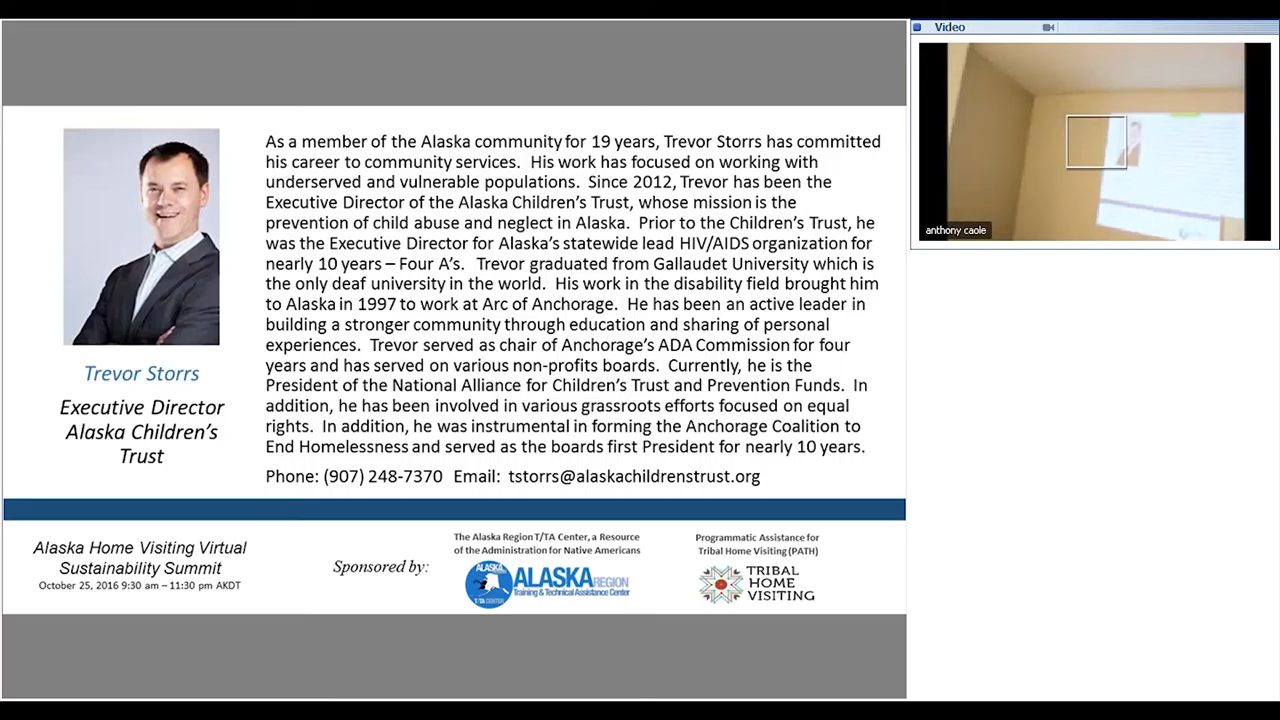 Video
As a member of the Alaska community for 19 years, Trevor Storrs has committed
his career to community services.  His work has focused on working with
underserved and vulnerable populations.  Since 2012, Trevor has been the
Executive Director of the Alaska Children's Trust, whose mission is the
prevention of child abuse and neglect in Alaska.  Prior to the Children's Trust, he
was the Executive Director for Alaska's statewide lead HIV/AIDS organization for
nearly 10 years – Four A's.   Trevor graduated from Gallaudet University which is
the only deaf university in the world.  His work in the disability field brought him
to Alaska in 1997 to work at Arc of Anchorage.  He has been an active leader in
building a stronger community through education and sharing of personal
experiences.  Trevor served as chair of Anchorage's ADA Commission for four
years and has served on various non-profits boards.  Currently, he is the
President of the National Alliance for Children's Trust and Prevention Funds.  In
addition, he has been involved in various grassroots efforts focused on equal
rights.  In addition, he was instrumental in forming the Anchorage Coalition to
End Homelessness and served as the boards first President for nearly 10 years.
Phone: (907) 248-7370  Email:  tstorrs@alaskachildrenstrust.org
Trevor Storrs
Executive Director
Alaska Children's
Trust
anthony caole
Alaska Home Visiting Virtual
Sustainability Summit
October 25, 2016 9:30 am – 11:30 pm AKDT
Sponsored by:
The Alaska Region T/TA Center, a Resource
of the Administration for Native Americans
ALASKA
T/TA CENTER
ALASKA REGION
Training & Technical Assistance Center
Programmatic Assistance for
Tribal Home Visiting (PATH)
TRIBAL
HOME
VISITING